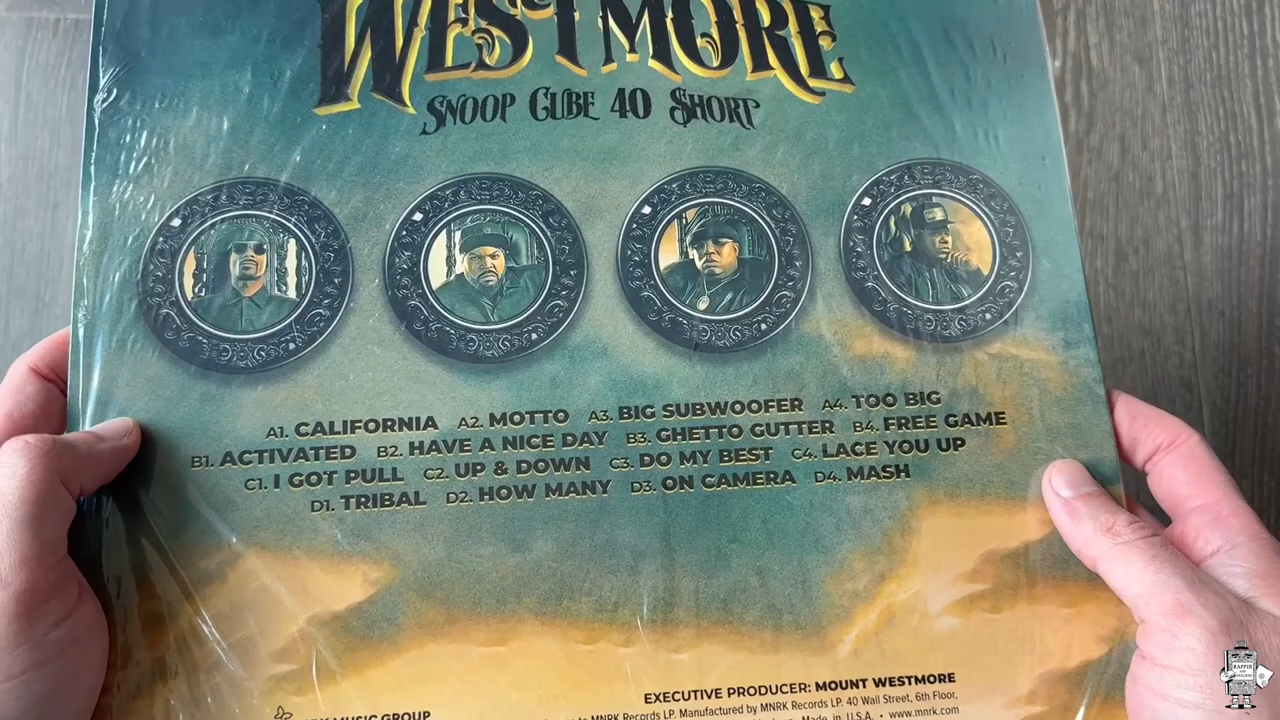 WESTMORE
SNOOP CUBE 40 $HORT
A1. CALIFORNIA A2. MOTTO A3. BIG SUBWOOFER A4. TOO BIG
B1. ACTIVATED B2. HAVE A NICE DAY B3. GHETTO GUTTER B4. FREE GAME
C1. I GOT PULL C2. UP & DOWN C3. DO MY BEST C4. LACE YOU UP
D1. TRIBAL D2. HOW MANY D3. ON CAMERA D4. MASH
EXECUTIVE PRODUCER: MOUNT WESTMORE
MUSIC GROUP
to MNRK Records LP. Manufactured by MNRK Records LP. 40 Wall Street, 6th Floor,
Made in U.S.A. • www.mnrk.com
RAPPER